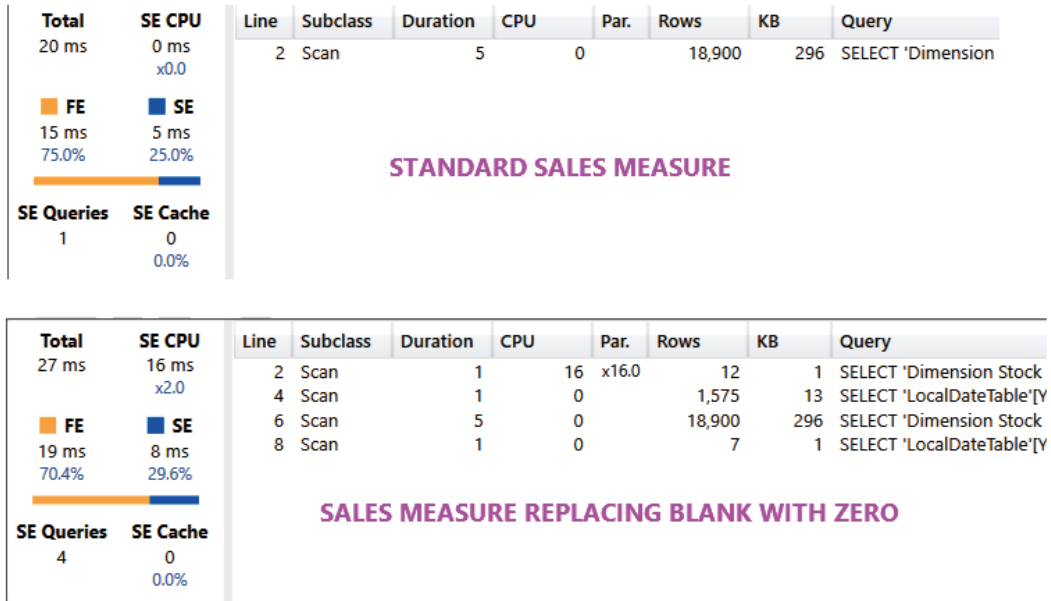 Total SE CPU Line Subclass Duration CPU Par. Rows KB Query
20 ms 0 ms 2 Scan 5 0 18,900 296 SELECT 'Dimension
x0.0
FE SE
15 ms 5 ms
75.0% 25.0%
STANDARD SALES MEASURE
SE Queries SE Cache
1 0
0.0%
Total SE CPU Line Subclass Duration CPU Par. Rows KB Query
27 ms 16 ms 2 Scan 1 16 x16.0 12 1 SELECT 'Dimension Stock
x2.0 4 Scan 1 0 1,575 13 SELECT 'LocalDateTable'[Y
FE SE 6 Scan 5 0 18,900 296 SELECT 'Dimension Stock
19 ms 8 ms 8 Scan 1 0 7 1 SELECT 'LocalDateTable'[Y
70.4% 29.6%
SALES MEASURE REPLACING BLANK WITH ZERO
SE Queries SE Cache
4 0
0.0%